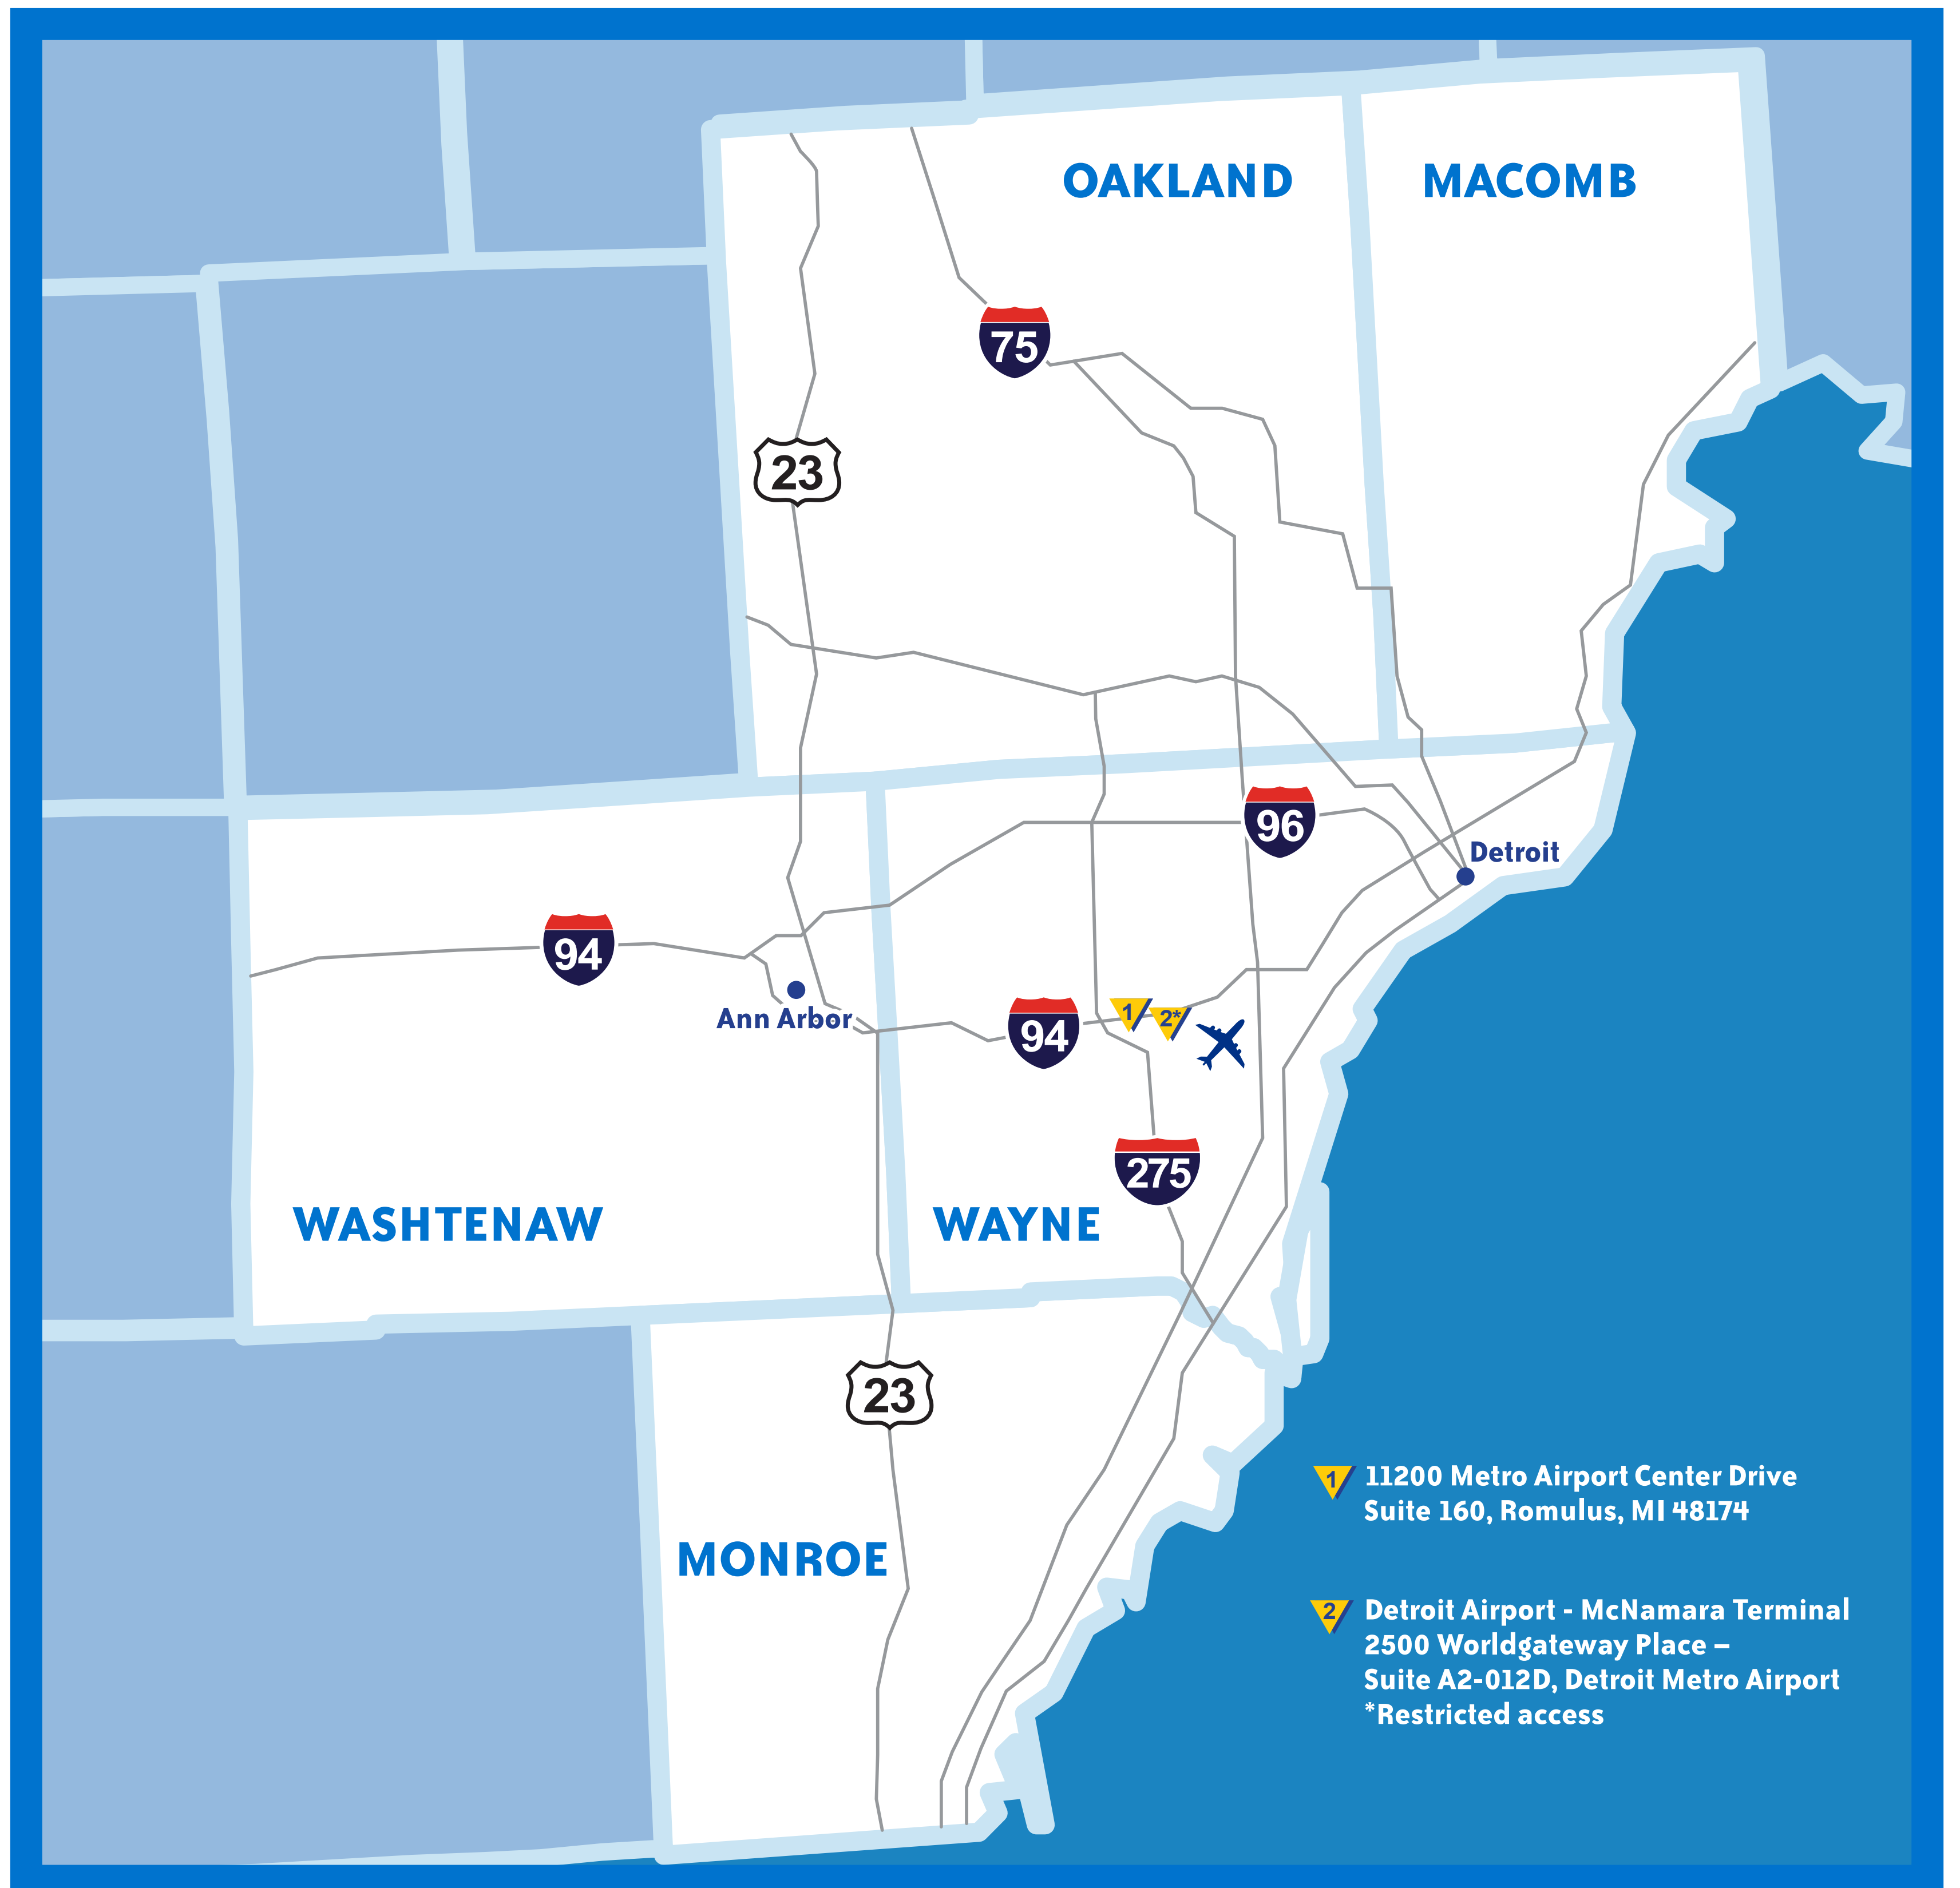 OAKLAND
MACOMB
75
23
96
Detroit
94
Ann Arbor
94
1
2*
275
WASHTENAW
WAYNE
23
MONROE
1
11200 Metro Airport Center Drive
Suite 160, Romulus, MI 48174
2
Detroit Airport - McNamara Terminal
2500 Worldgateway Place –
Suite A2-012D, Detroit Metro Airport
*Restricted access